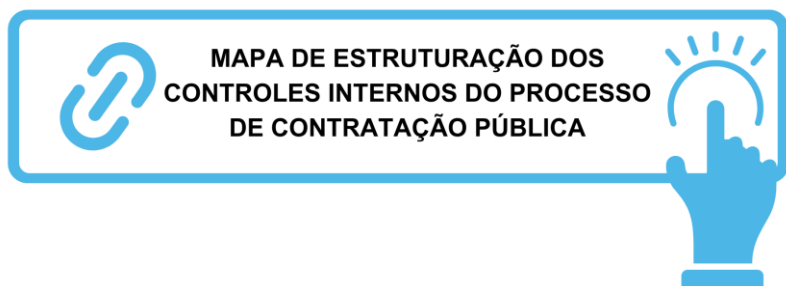 MAPA DE ESTRUTURAÇÃO DOS
CONTROLES INTERNOS DO PROCESSO
DE CONTRATAÇÃO PÚBLICA